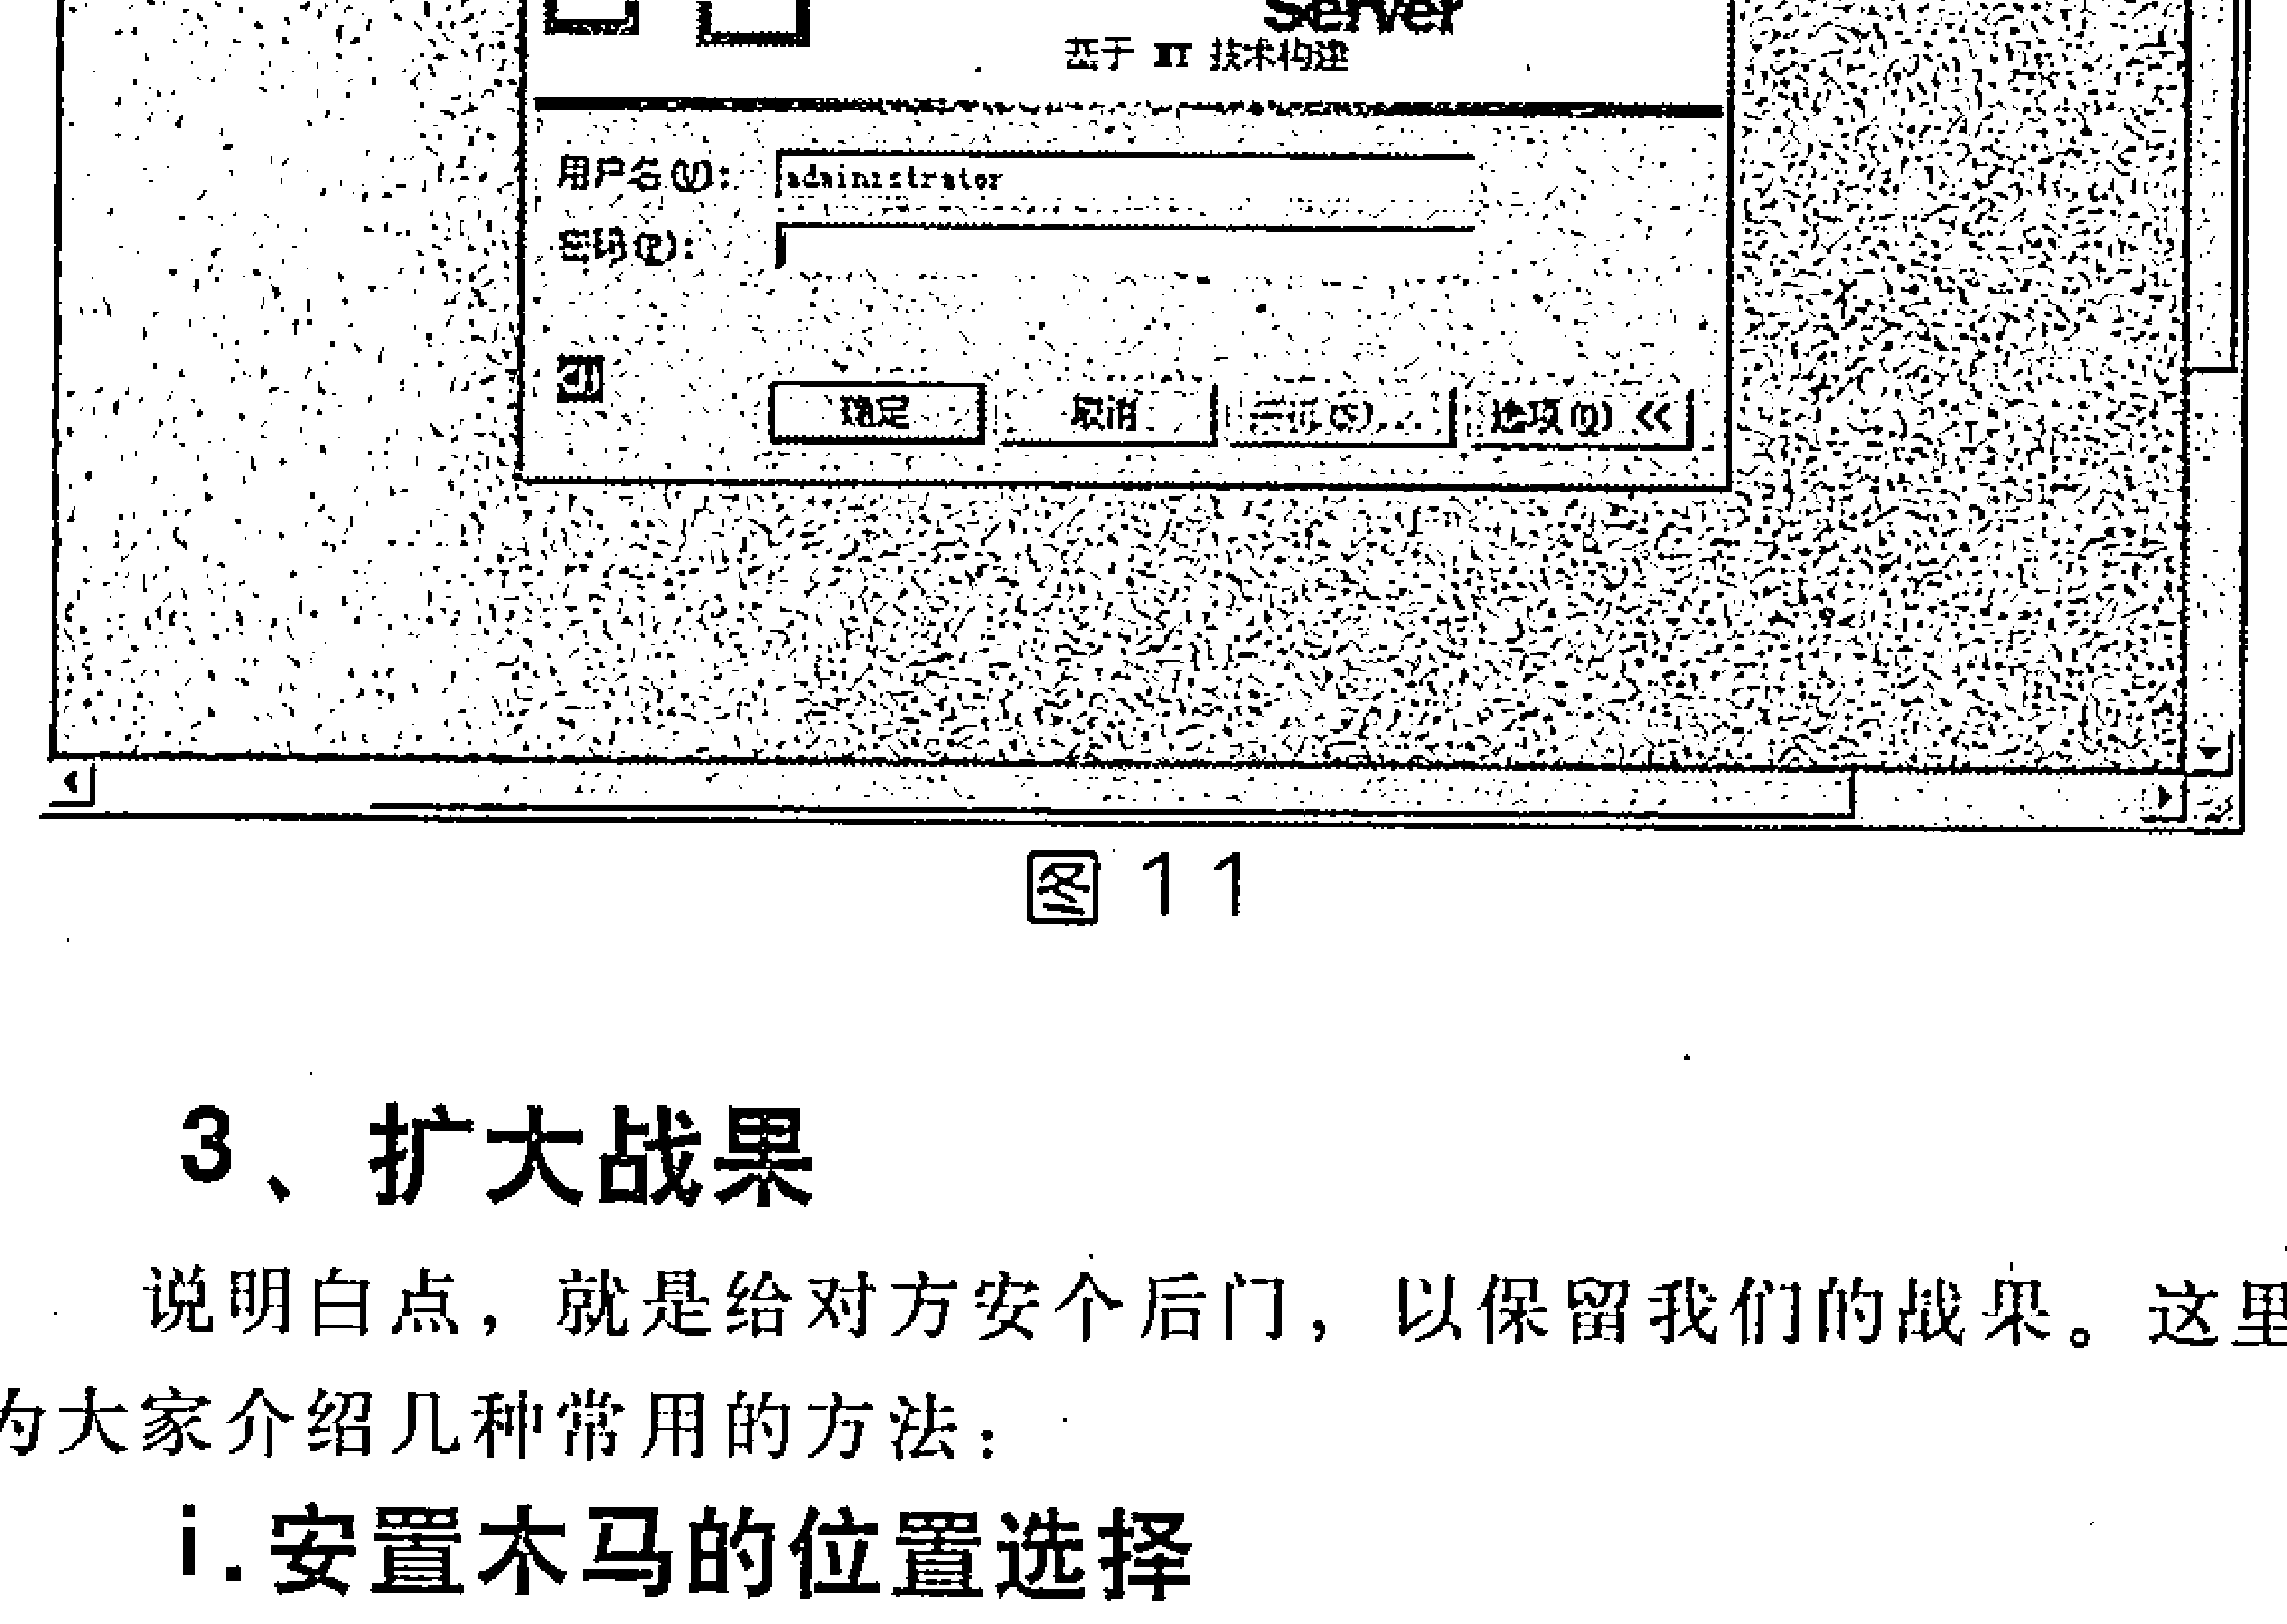 Server
基于 NT 技术构建
用户名(U): administrator
密码(P):
确定 取消 选项(O) <<
图11
3、扩大战果
说明白点，就是给对方安个后门，以保留我们的战果。这里
为大家介绍几种常用的方法：
i.安置木马的位置选择